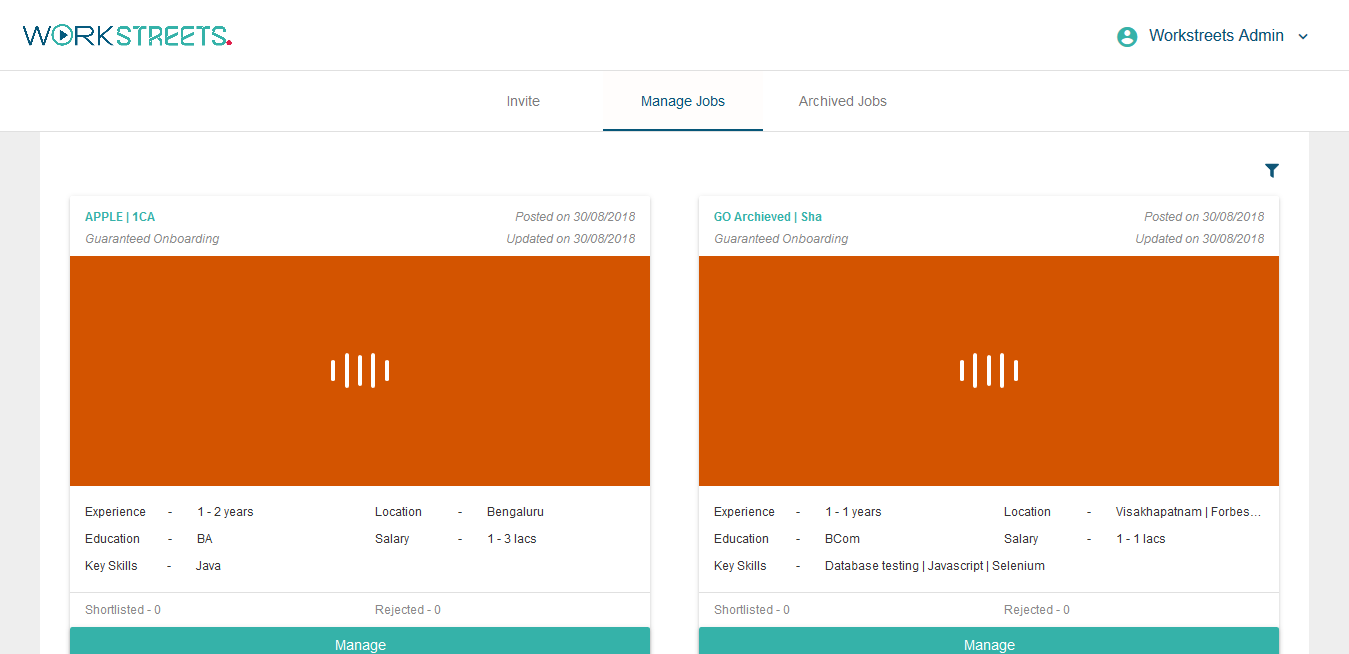 WORKSTREETS.
Workstreets Admin
Invite
Manage Jobs
Archived Jobs
APPLE | 1CA
Posted on 30/08/2018
Guaranteed Onboarding
Updated on 30/08/2018
Experience - 1 - 2 years
Location - Bengaluru
Education - BA
Salary - 1 - 3 lacs
Key Skills - Java
Shortlisted - 0
Rejected - 0
Manage
GO Archieved | Sha
Posted on 30/08/2018
Guaranteed Onboarding
Updated on 30/08/2018
Experience - 1 - 1 years
Location - Visakhapatnam | Forbes...
Education - BCom
Salary - 1 - 1 lacs
Key Skills - Database testing | Javascript | Selenium
Shortlisted - 0
Rejected - 0
Manage